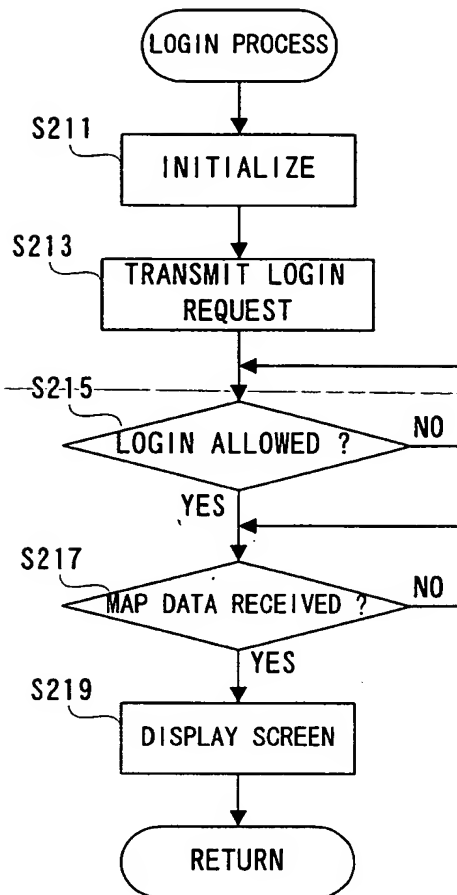 LOGIN PROCESS
S211
INITIALIZE
S213
TRANSMIT LOGIN
REQUEST
S215
LOGIN ALLOWED ?
NO
YES
S217
MAP DATA RECEIVED ?
NO
YES
S219
DISPLAY SCREEN
RETURN